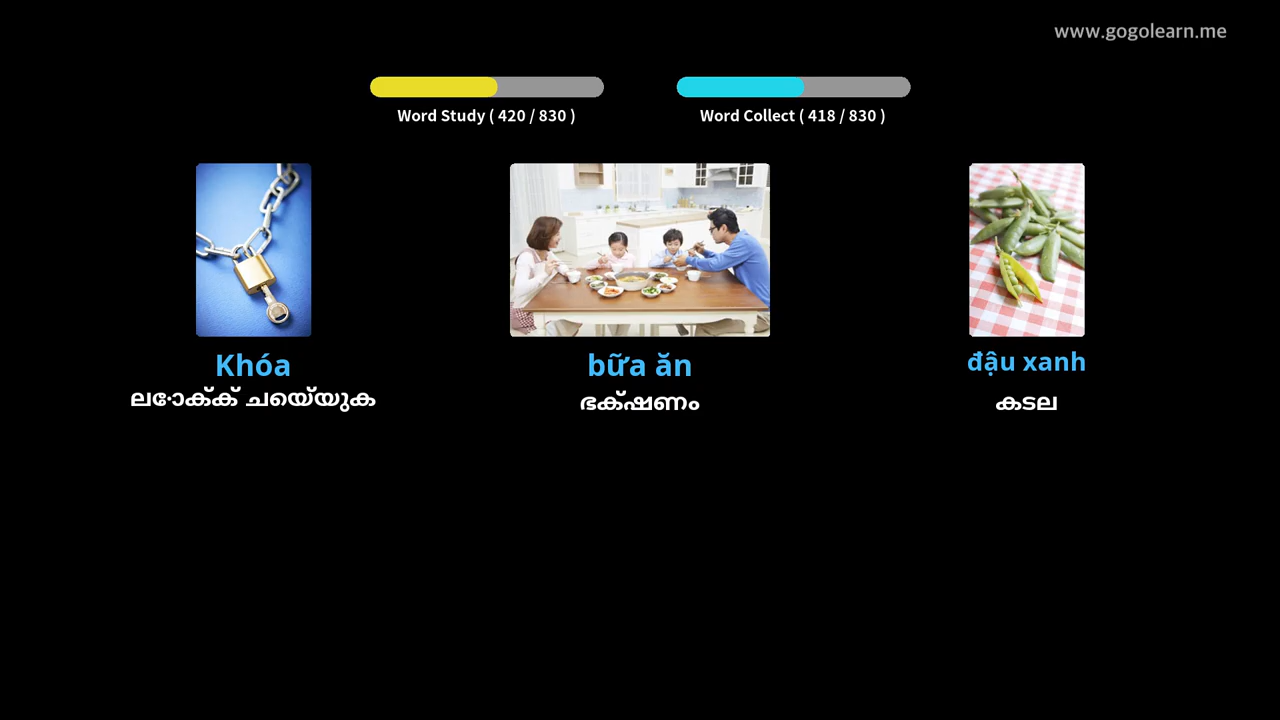 www.gogolearn.me
Word Study ( 420 / 830 )
Word Collect ( 418 / 830 )
Khóa
ലോക്ക് ചെയ്യുക
bữa ăn
ഭക്ഷണം
đậu xanh
കടല